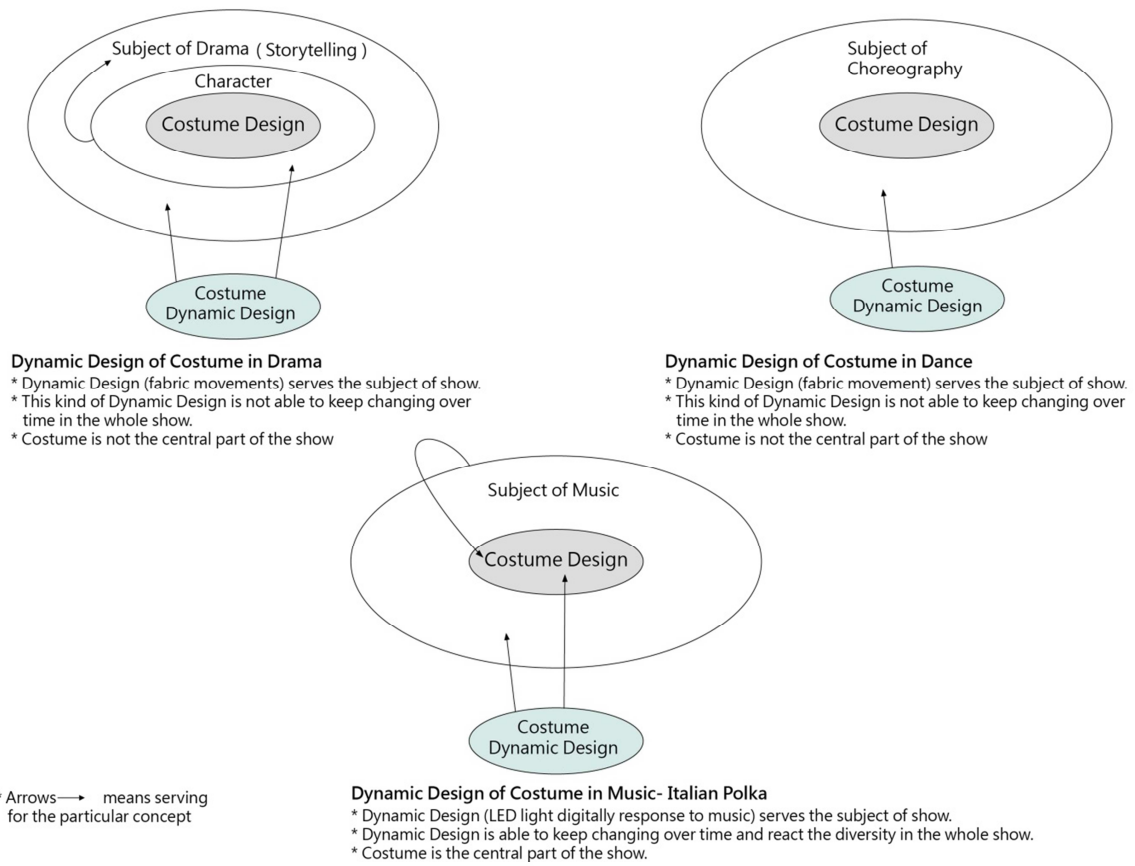 Subject of Drama ( Storytelling )
Character
Costume Design
Costume
Dynamic Design
Dynamic Design of Costume in Drama
* Dynamic Design (fabric movements) serves the subject of show.
* This kind of Dynamic Design is not able to keep changing over
time in the whole show.
* Costume is not the central part of the show
Subject of
Choreography
Costume Design
Costume
Dynamic Design
Dynamic Design of Costume in Dance
* Dynamic Design (fabric movement) serves the subject of show.
* This kind of Dynamic Design is not able to keep changing over
time in the whole show.
* Costume is not the central part of the show
Subject of Music
Costume Design
Costume
Dynamic Design
Dynamic Design of Costume in Music- Italian Polka
* Dynamic Design (LED light digitally response to music) serves the subject of show.
* Dynamic Design is able to keep changing over time and react the diversity in the whole show.
* Costume is the central part of the show.
* Arrows → means serving
for the particular concept